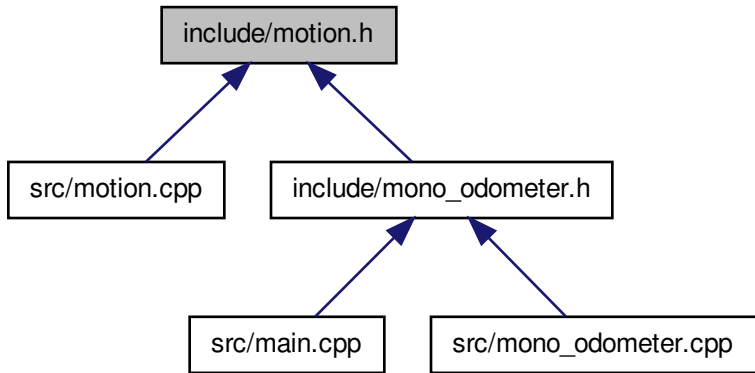 include/motion.h
src/motion.cpp
include/mono_odometer.h
src/main.cpp
src/mono_odometer.cpp